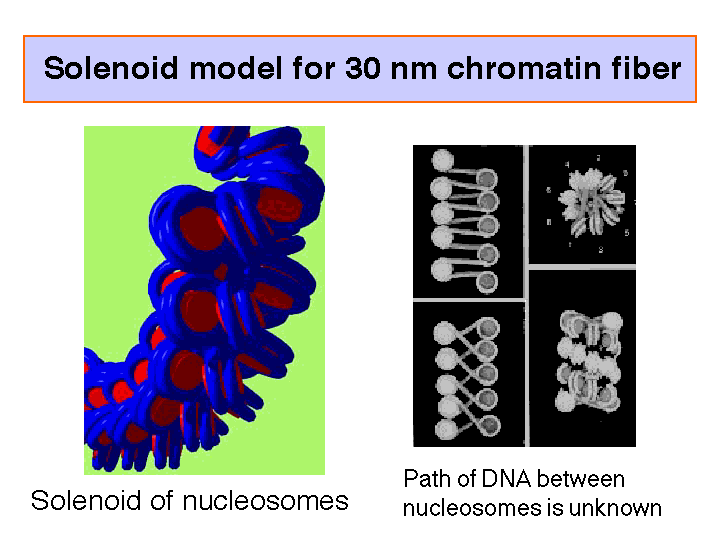 Solenoid model for 30 nm chromatin fiber
Solenoid of nucleosomes
Path of DNA between
nucleosomes is unknown